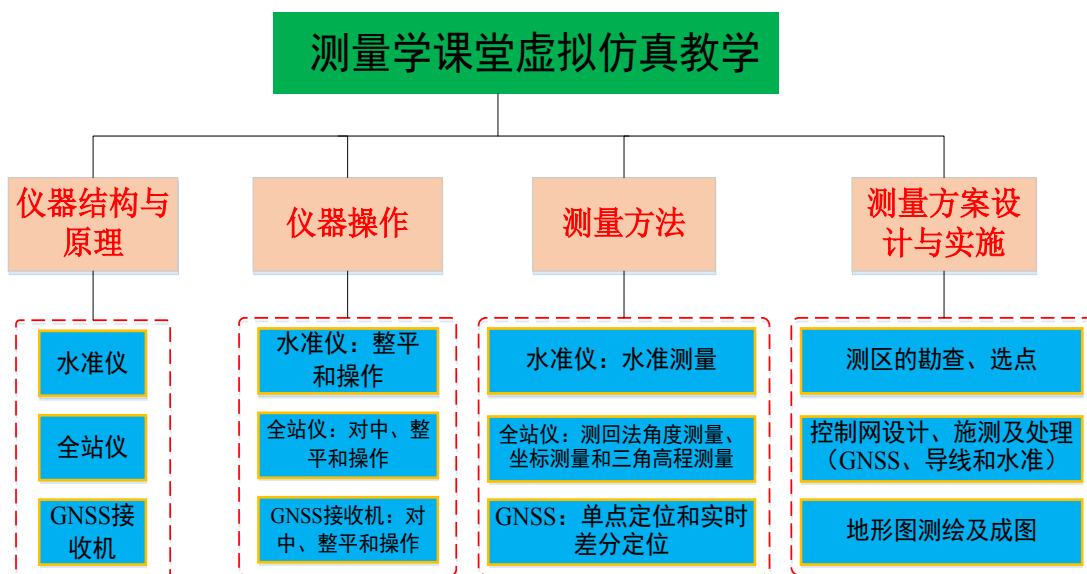 测量学课堂虚拟仿真教学
仪器结构与
原理
仪器操作
测量方法
测量方案设
计与实施
水准仪
全站仪
GNSS接
收机
水准仪：整平
和操作
全站仪：对中、整
平和操作
GNSS接收机：对
中、整平和操作
水准仪：水准测量
全站仪：测回法角度测量、
坐标测量和三角高程测量
GNSS：单点定位和实时
差分定位
测区的勘查、选点
控制网设计、施测及处理
（GNSS、导线和水准）
地形图测绘及成图